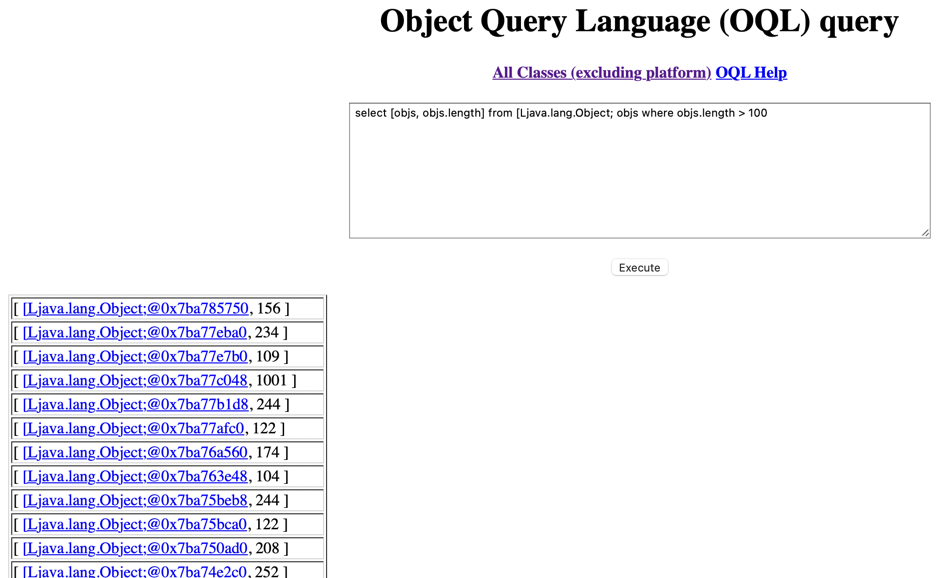 Object Query Language (OQL) query
All Classes (excluding platform) OQL Help
select [objs, objs.length] from [Ljava.lang.Object; objs where objs.length > 100
Execute
[ [Ljava.lang.Object;@0x7ba785750, 156 ]
[ [Ljava.lang.Object;@0x7ba77eba0, 234 ]
[ [Ljava.lang.Object;@0x7ba77e7b0, 109 ]
[ [Ljava.lang.Object;@0x7ba77c048, 1001 ]
[ [Ljava.lang.Object;@0x7ba77b1d8, 244 ]
[ [Ljava.lang.Object;@0x7ba77afc0, 122 ]
[ [Ljava.lang.Object;@0x7ba76a560, 174 ]
[ [Ljava.lang.Object;@0x7ba763e48, 104 ]
[ [Ljava.lang.Object;@0x7ba75beb8, 244 ]
[ [Ljava.lang.Object;@0x7ba75bca0, 122 ]
[ [Ljava.lang.Object;@0x7ba750ad0, 208 ]
[ [Ljava.lang.Object;@0x7ba74e2c0, 252 ]